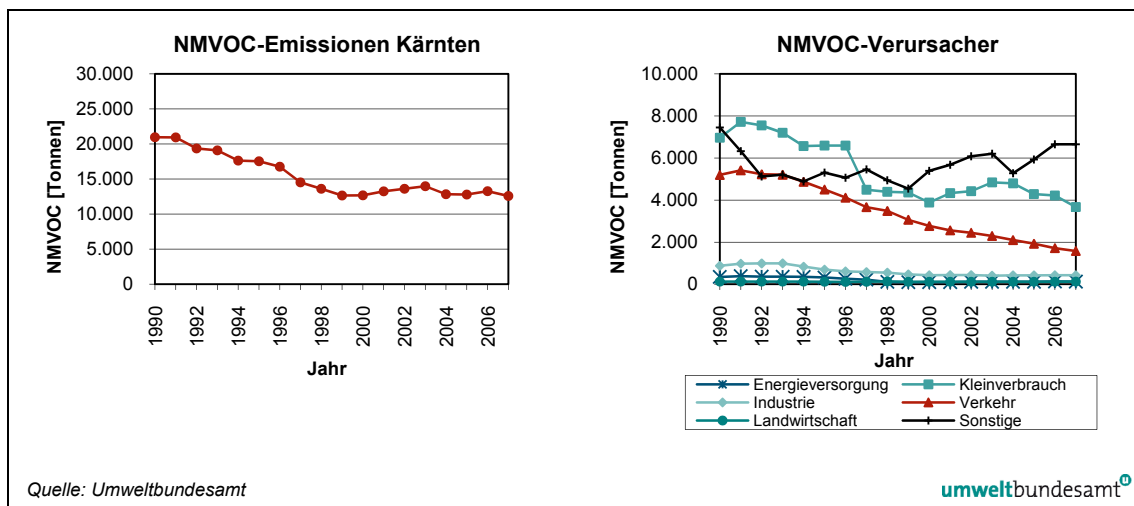 NMVOC-Emissionen Kärnten
NMVOC [Tonnen]
30.000
25.000
20.000
15.000
10.000
5.000
0
1990
1992
1994
1996
1998
2000
2002
2004
2006
Jahr
NMVOC-Verursacher
NMVOC [Tonnen]
10.000
8.000
6.000
4.000
2.000
0
1990
1992
1994
1996
1998
2000
2002
2004
2006
Jahr
Energieversorgung
Kleinverbrauch
Industrie
Verkehr
Landwirtschaft
Sonstige
Quelle: Umweltbundesamt
umweltbundesamt u